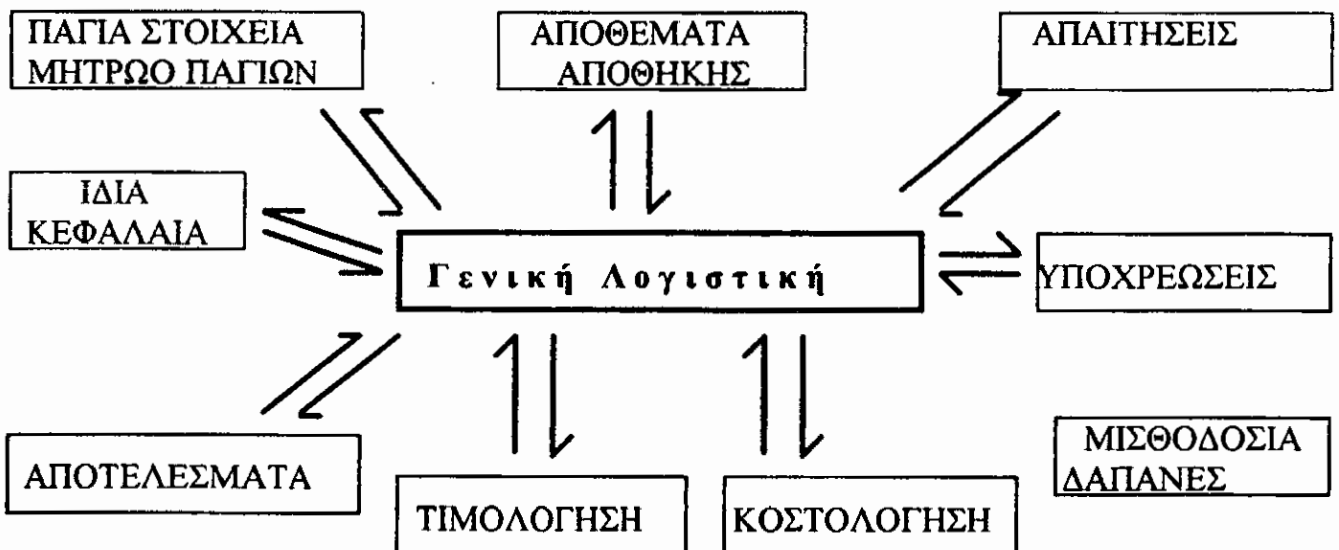 ΠΑΓΙΑ ΣΤΟΙΧΕΙΑ
ΜΗΤΡΩΟ ΠΑΓΙΩΝ
ΑΠΟΘΕΜΑΤΑ
ΑΠΟΘΗΚΗΣ
ΑΠΑΙΤΗΣΕΙΣ
ΙΔΙΑ
ΚΕΦΑΛΑΙΑ
Γενική Λογιστική
ΥΠΟΧΡΕΩΣΕΙΣ
ΑΠΟΤΕΛΕΣΜΑΤΑ
ΤΙΜΟΛΟΓΗΣΗ
ΚΟΣΤΟΛΟΓΗΣΗ
ΜΙΣΘΟΔΟΣΙΑ
ΔΑΠΑΝΕΣ